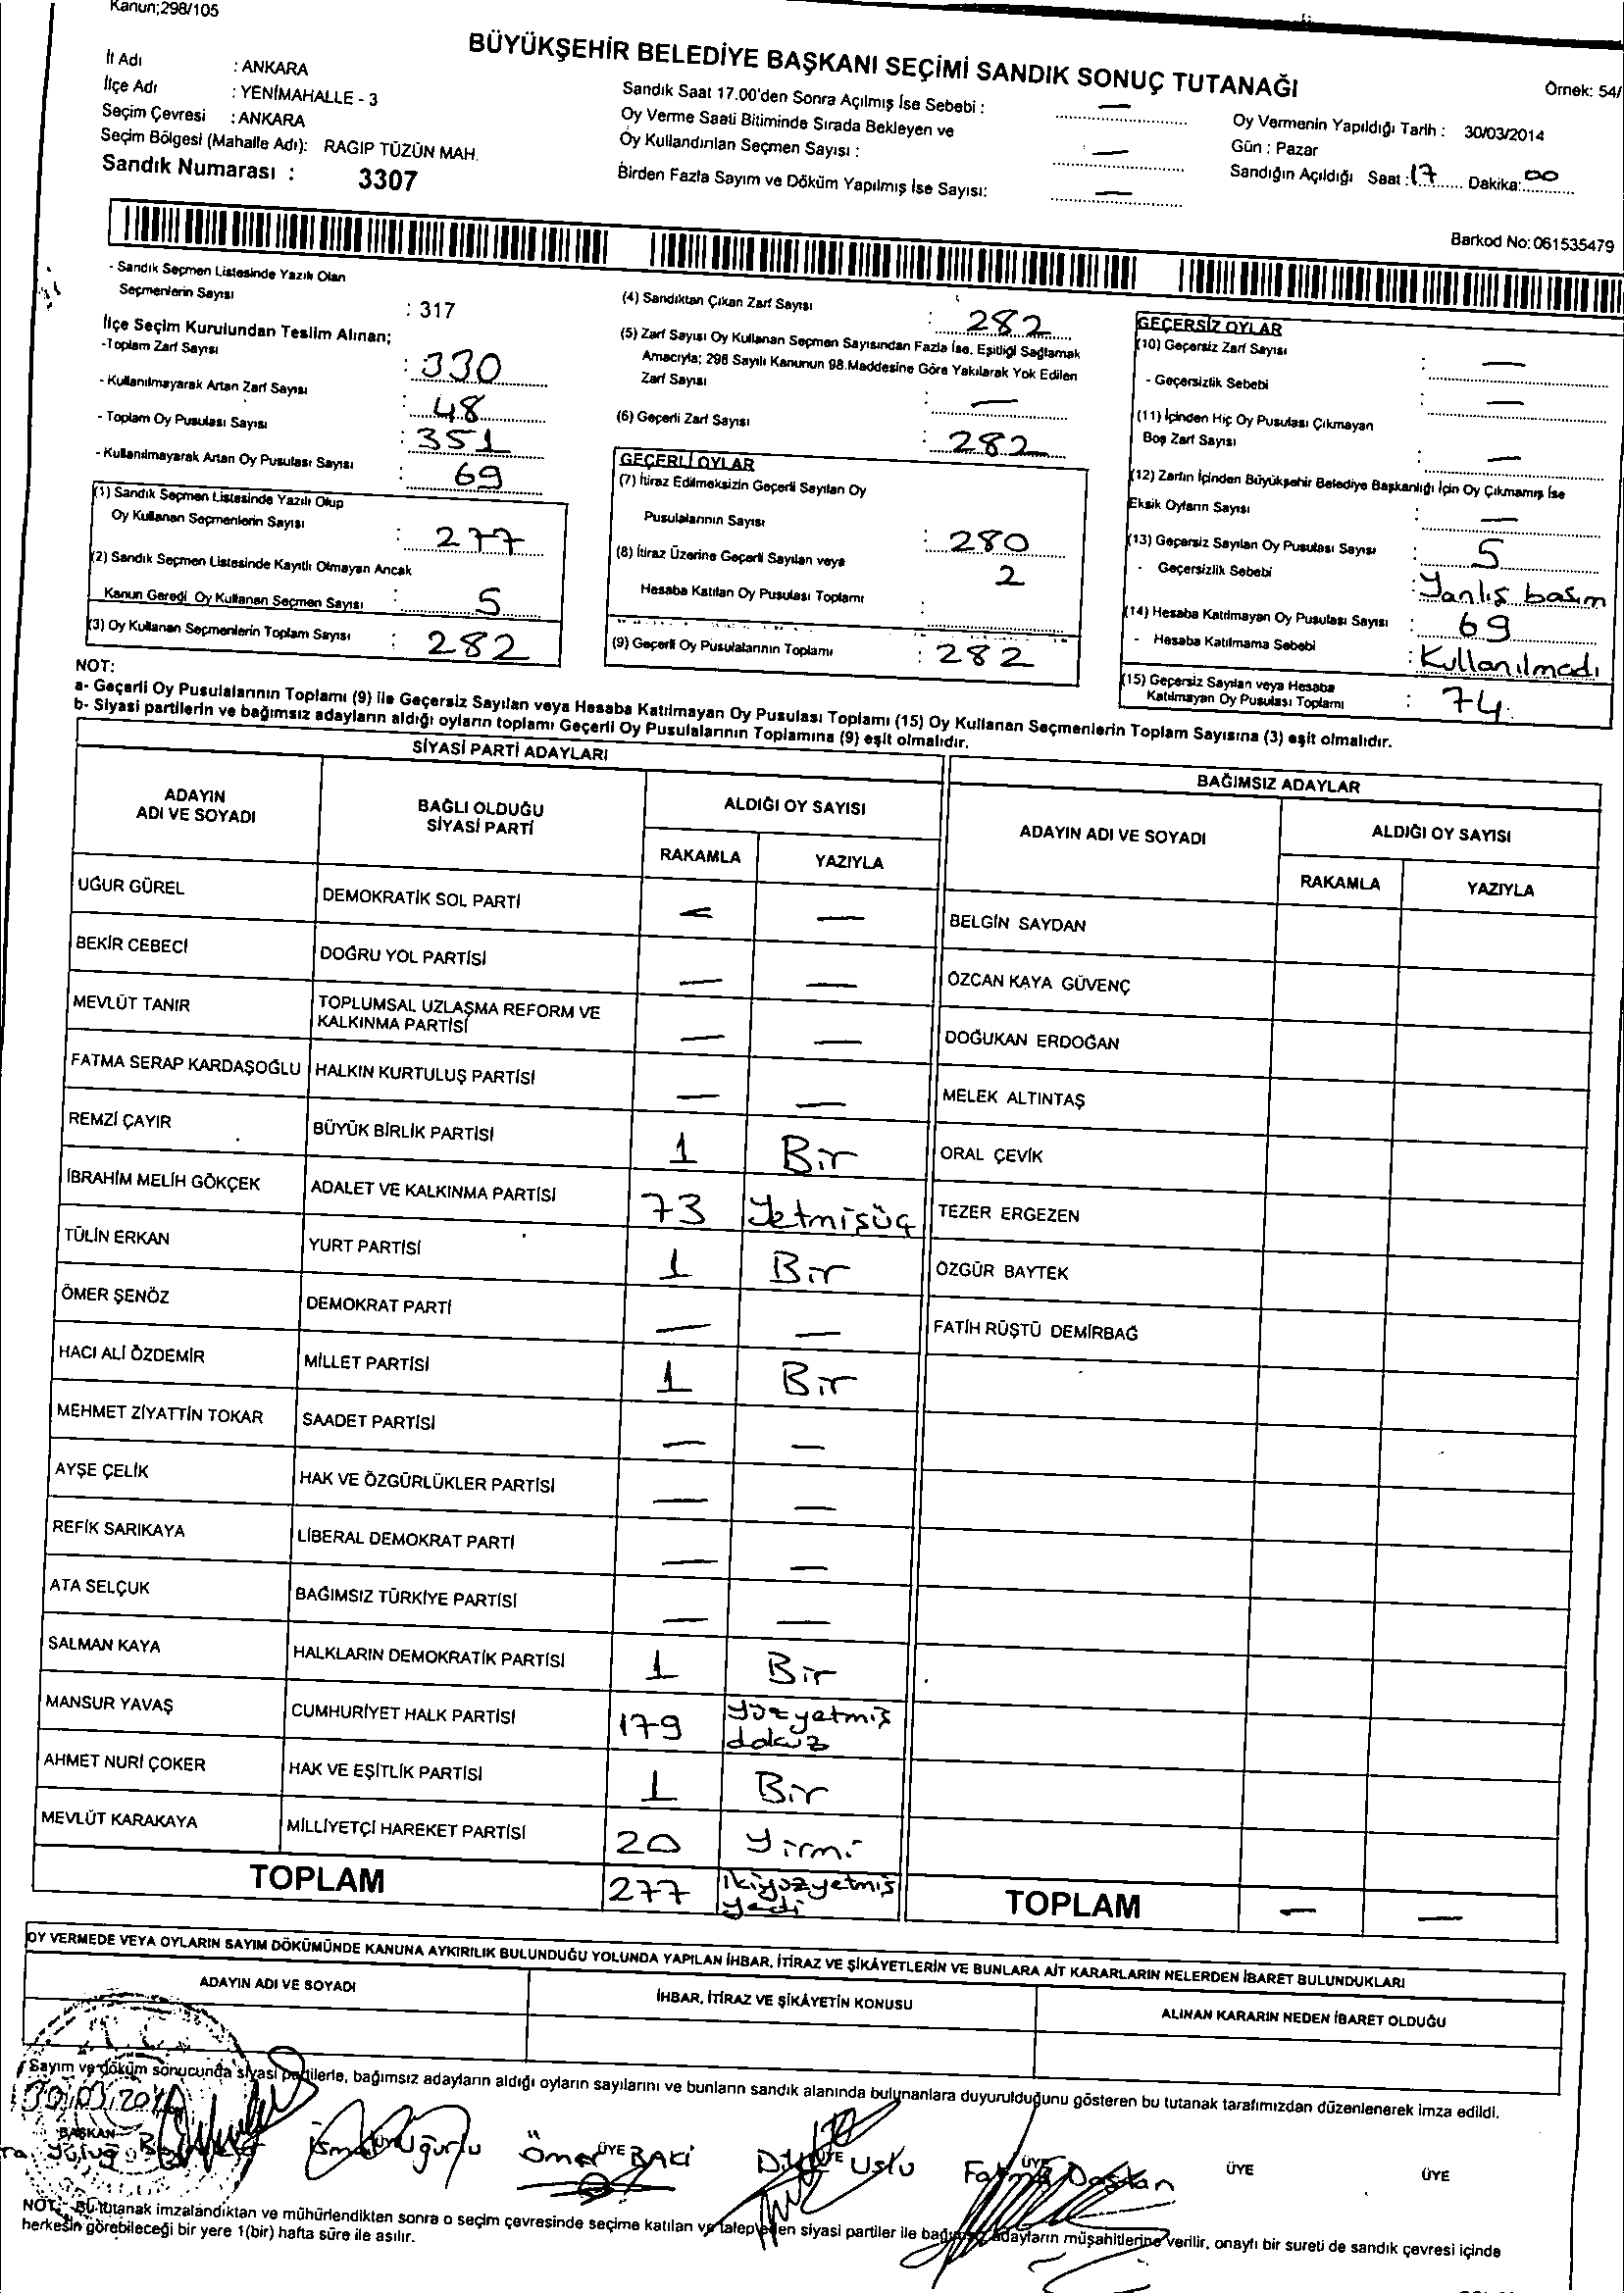 Kanun;298/105
BÜYÜKŞEHİR BELEDİYE BAŞKANI SEÇİMİ SANDIK SONUÇ TUTANAĞI
Örnek: 54/
İl Adı : ANKARA
İlçe Adı : YENİMAHALLE - 3
Seçim Çevresi : ANKARA
Seçim Bölgesi (Mahalle Adı): RAGIP TÜZÜN MAH.
Sandık Numarası : 3307
Sandık Saat 17.00'den Sonra Açılmış İse Sebebi : —
Oy Verme Saati Bitiminde Sırada Bekleyen ve
Oy Kullandırılan Seçmen Sayısı : —
Birden Fazla Sayım ve Döküm Yapılmış İse Sayısı: —
Oy Vermenin Yapıldığı Tarih : 30/03/2014
Gün : Pazar
Sandığın Açıldığı Saat : 17 Dakika: 00
Barkod No: 061535479
- Sandık Seçmen Listesinde Yazılı Olan
Seçmenlerin Sayısı : 317
İlçe Seçim Kurulundan Teslim Alınan;
-Toplam Zarf Sayısı : 330
- Kullanılmayarak Artan Zarf Sayısı : 48
- Toplam Oy Pusulası Sayısı : 351
- Kullanılmayarak Artan Oy Pusulası Sayısı : 69
(1) Sandık Seçmen Listesinde Yazılı Olup
Oy Kullanan Seçmenlerin Sayısı : 277
(2) Sandık Seçmen Listesinde Kayıtlı Olmayan Ancak
Kanun Gereği Oy Kullanan Seçmen Sayısı : 5
(3) Oy Kullanan Seçmenlerin Toplam Sayısı : 282
(4) Sandıktan Çıkan Zarf Sayısı : 282
(5) Zarf Sayısı Oy Kullanan Seçmen Sayısından Fazla İse, Eşitliği Sağlamak
Amacıyla; 298 Sayılı Kanunun 98.Maddesine Göre Yakılarak Yok Edilen
Zarf Sayısı : —
(6) Geçerli Zarf Sayısı : 282
GEÇERLİ OYLAR
(7) İtiraz Edilmeksizin Geçerli Sayılan Oy
Pusulalarının Sayısı : 280
(8) İtiraz Üzerine Geçerli Sayılan veya
Hesaba Katılan Oy Pusulası Toplamı : 2
(9) Geçerli Oy Pusulalarının Toplamı : 282
GEÇERSİZ OYLAR
(10) Geçersiz Zarf Sayısı : —
- Geçersizlik Sebebi : —
(11) İçinden Hiç Oy Pusulası Çıkmayan
Boş Zarf Sayısı : —
(12) Zarfın İçinden Büyükşehir Belediye Başkanlığı İçin Oy Çıkmamış İse
Eksik Oyların Sayısı : —
(13) Geçersiz Sayılan Oy Pusulası Sayısı : 5
- Geçersizlik Sebebi : Yanlış basım
(14) Hesaba Katılmayan Oy Pusulası Sayısı : 69
- Hesaba Katılmama Sebebi : Kullanılmadı
(15) Geçersiz Sayılan veya Hesaba
Katılmayan Oy Pusulası Toplamı : 74
NOT:
a- Geçerli Oy Pusulalarının Toplamı (9) ile Geçersiz Sayılan veya Hesaba Katılmayan Oy Pusulası Toplamı (15) Oy Kullanan Seçmenlerin Toplam Sayısına (3) eşit olmalıdır.
b- Siyasi partilerin ve bağımsız adayların aldığı oyların toplamı Geçerli Oy Pusulalarının Toplamına (9) eşit olmalıdır.
SİYASİ PARTİ ADAYLARI
ADAYIN ADI VE SOYADI
BAĞLI OLDUĞU SİYASİ PARTİ
ALDIĞI OY SAYISI
RAKAMLA YAZIYLA
UĞUR GÜREL DEMOKRATİK SOL PARTİ — —
BEKİR CEBECİ DOĞRU YOL PARTİSİ — —
MEVLÜT TANIR TOPLUMSAL UZLAŞMA REFORM VE KALKINMA PARTİSİ — —
FATMA SERAP KARDAŞOĞLU HALKIN KURTULUŞ PARTİSİ — —
REMZİ ÇAYIR BÜYÜK BİRLİK PARTİSİ 1 Bir
İBRAHİM MELİH GÖKÇEK ADALET VE KALKINMA PARTİSİ 73 Yetmişüç
TÜLİN ERKAN YURT PARTİSİ 1 Bir
ÖMER ŞENÖZ DEMOKRAT PARTİ — —
HACI ALİ ÖZDEMİR MİLLET PARTİSİ 1 Bir
MEHMET ZİYATTİN TOKAR SAADET PARTİSİ — —
AYŞE ÇELİK HAK VE ÖZGÜRLÜKLER PARTİSİ — —
REFİK SARIKAYA LİBERAL DEMOKRAT PARTİ — —
ATA SELÇUK BAĞIMSIZ TÜRKİYE PARTİSİ — —
SALMAN KAYA HALKLARIN DEMOKRATİK PARTİSİ 1 Bir
MANSUR YAVAŞ CUMHURİYET HALK PARTİSİ 179 yüzyetmiş dokuz
AHMET NURİ ÇOKER HAK VE EŞİTLİK PARTİSİ 1 Bir
MEVLÜT KARAKAYA MİLLİYETÇİ HAREKET PARTİSİ 20 Yirmi
TOPLAM 277 ikiyüzyetmiş yedi
BAĞIMSIZ ADAYLAR
ADAYIN ADI VE SOYADI
ALDIĞI OY SAYISI
RAKAMLA YAZIYLA
BELGİN SAYDAN
ÖZCAN KAYA GÜVENÇ
DOĞUKAN ERDOĞAN
MELEK ALTINTAŞ
ORAL ÇEVİK
TEZER ERGEZEN
ÖZGÜR BAYTEK
FATİH RÜŞTÜ DEMİRBAĞ
TOPLAM — —
OY VERMEDE VEYA OYLARIN SAYIM DÖKÜMÜNDE KANUNA AYKIRILIK BULUNDUĞU YOLUNDA YAPILAN İHBAR, İTİRAZ VE ŞİKÂYETLERİN VE BUNLARA AİT KARARLARIN NELERDEN İBARET BULUNDUKLARI
ADAYIN ADI VE SOYADI
İHBAR, İTİRAZ VE ŞİKÂYETİN KONUSU
ALINAN KARARIN NEDEN İBARET OLDUĞU
Sayım ve döküm sonucunda siyasi partilerle, bağımsız adayların aldığı oyların sayılarını ve bunların sandık alanında bulunanlara duyurulduğunu gösteren bu tutanak tarafımızdan düzenlenerek imza edildi.
30.03.2014
BAŞKAN ÜYE ÜYE ÜYE ÜYE ÜYE ÜYE
Uğurlu Ömer BAKİ Uslu Fatma Daştan
NOT: Bu tutanak imzalandıktan ve mühürlendikten sonra o seçim çevresinde seçime katılan ve talep eden siyasi partiler ile bağımsız adayların müşahitlerine verilir, onaylı bir sureti de sandık çevresi içinde
herkesin görebileceği bir yere 1(bir) hafta süre ile asılır.